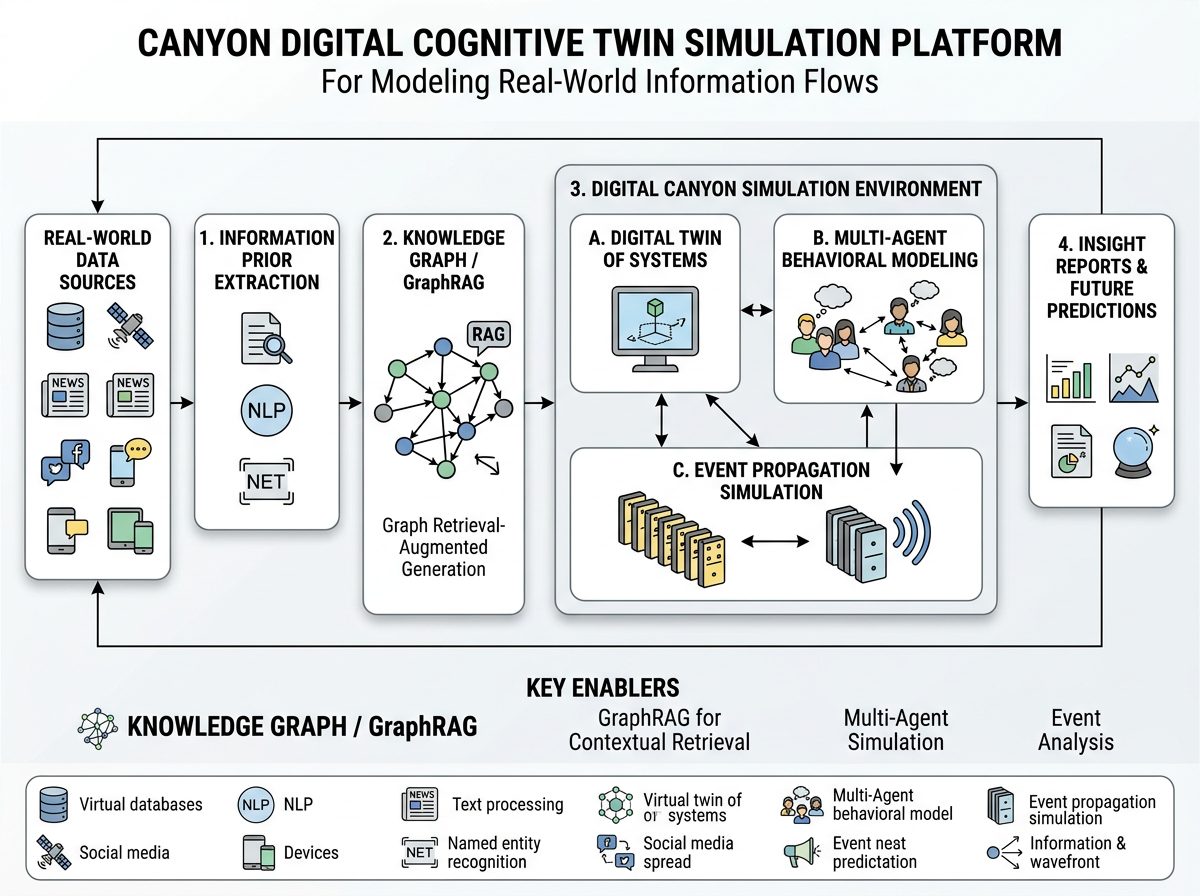 CANYON DIGITAL COGNITIVE TWIN SIMULATION PLATFORM
For Modeling Real-World Information Flows
REAL-WORLD
DATA
SOURCES
NEWS
NEWS
1. INFORMATION
PRIOR
EXTRACTION
NLP
NET
2. KNOWLEDGE
GRAPH /
GraphRAG
RAG
Graph Retrieval-
Augmented
Generation
3. DIGITAL CANYON SIMULATION ENVIRONMENT
A. DIGITAL TWIN
OF SYSTEMS
B. MULTI-AGENT
BEHAVIORAL MODELING
C. EVENT PROPAGATION
SIMULATION
4. INSIGHT
REPORTS &
FUTURE
PREDICTIONS
KEY ENABLERS
KNOWLEDGE GRAPH / GraphRAG
GraphRAG for
Contextual Retrieval
Multi-Agent
Simulation
Event
Analysis
Virtual databases
NLP
NLP
NEWS
Text processing
Virtual twin of
or systems
Multi-Agent
behavioral model
Event propagation
simulation
Social media
Devices
NET
Named entity
recognition
Social media
spread
Event neat
predictation
Information &
wavefront